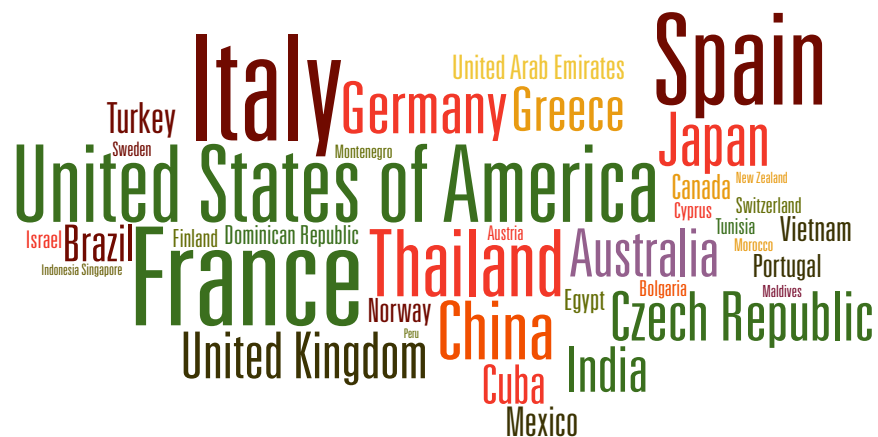 Spain
Italy
United Arab Emirates
Germany
Greece
Turkey
Japan
Sweden
Montenegro
United States of America
Canada
New Zealand
Cyprus
Switzerland
Israel
Brazil
Finland
Dominican Republic
Austria
Tunisia
Vietnam
France
Thailand
Australia
Morocco
Indonesia Singapore
Portugal
Bolgaria
Maldives
Norway
Egypt
China
Czech Republic
Peru
United Kingdom
India
Cuba
Mexico